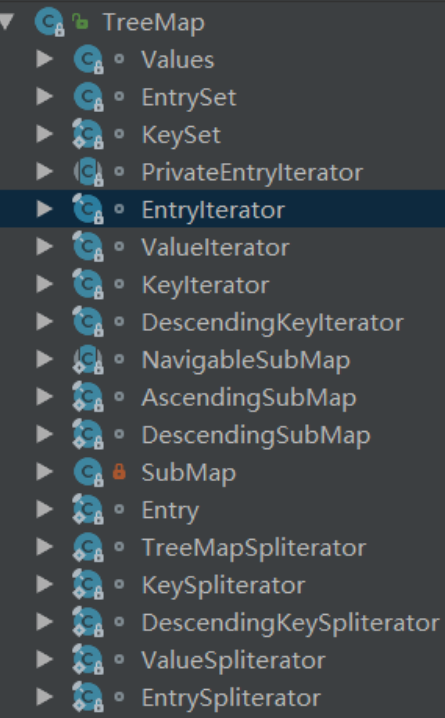 TreeMap
Values
EntrySet
KeySet
PrivateEntryIterator
EntryIterator
ValueIterator
KeyIterator
DescendingKeyIterator
NavigableSubMap
AscendingSubMap
DescendingSubMap
SubMap
Entry
TreeMapSpliterator
KeySpliterator
DescendingKeySpliterator
ValueSpliterator
EntrySpliterator